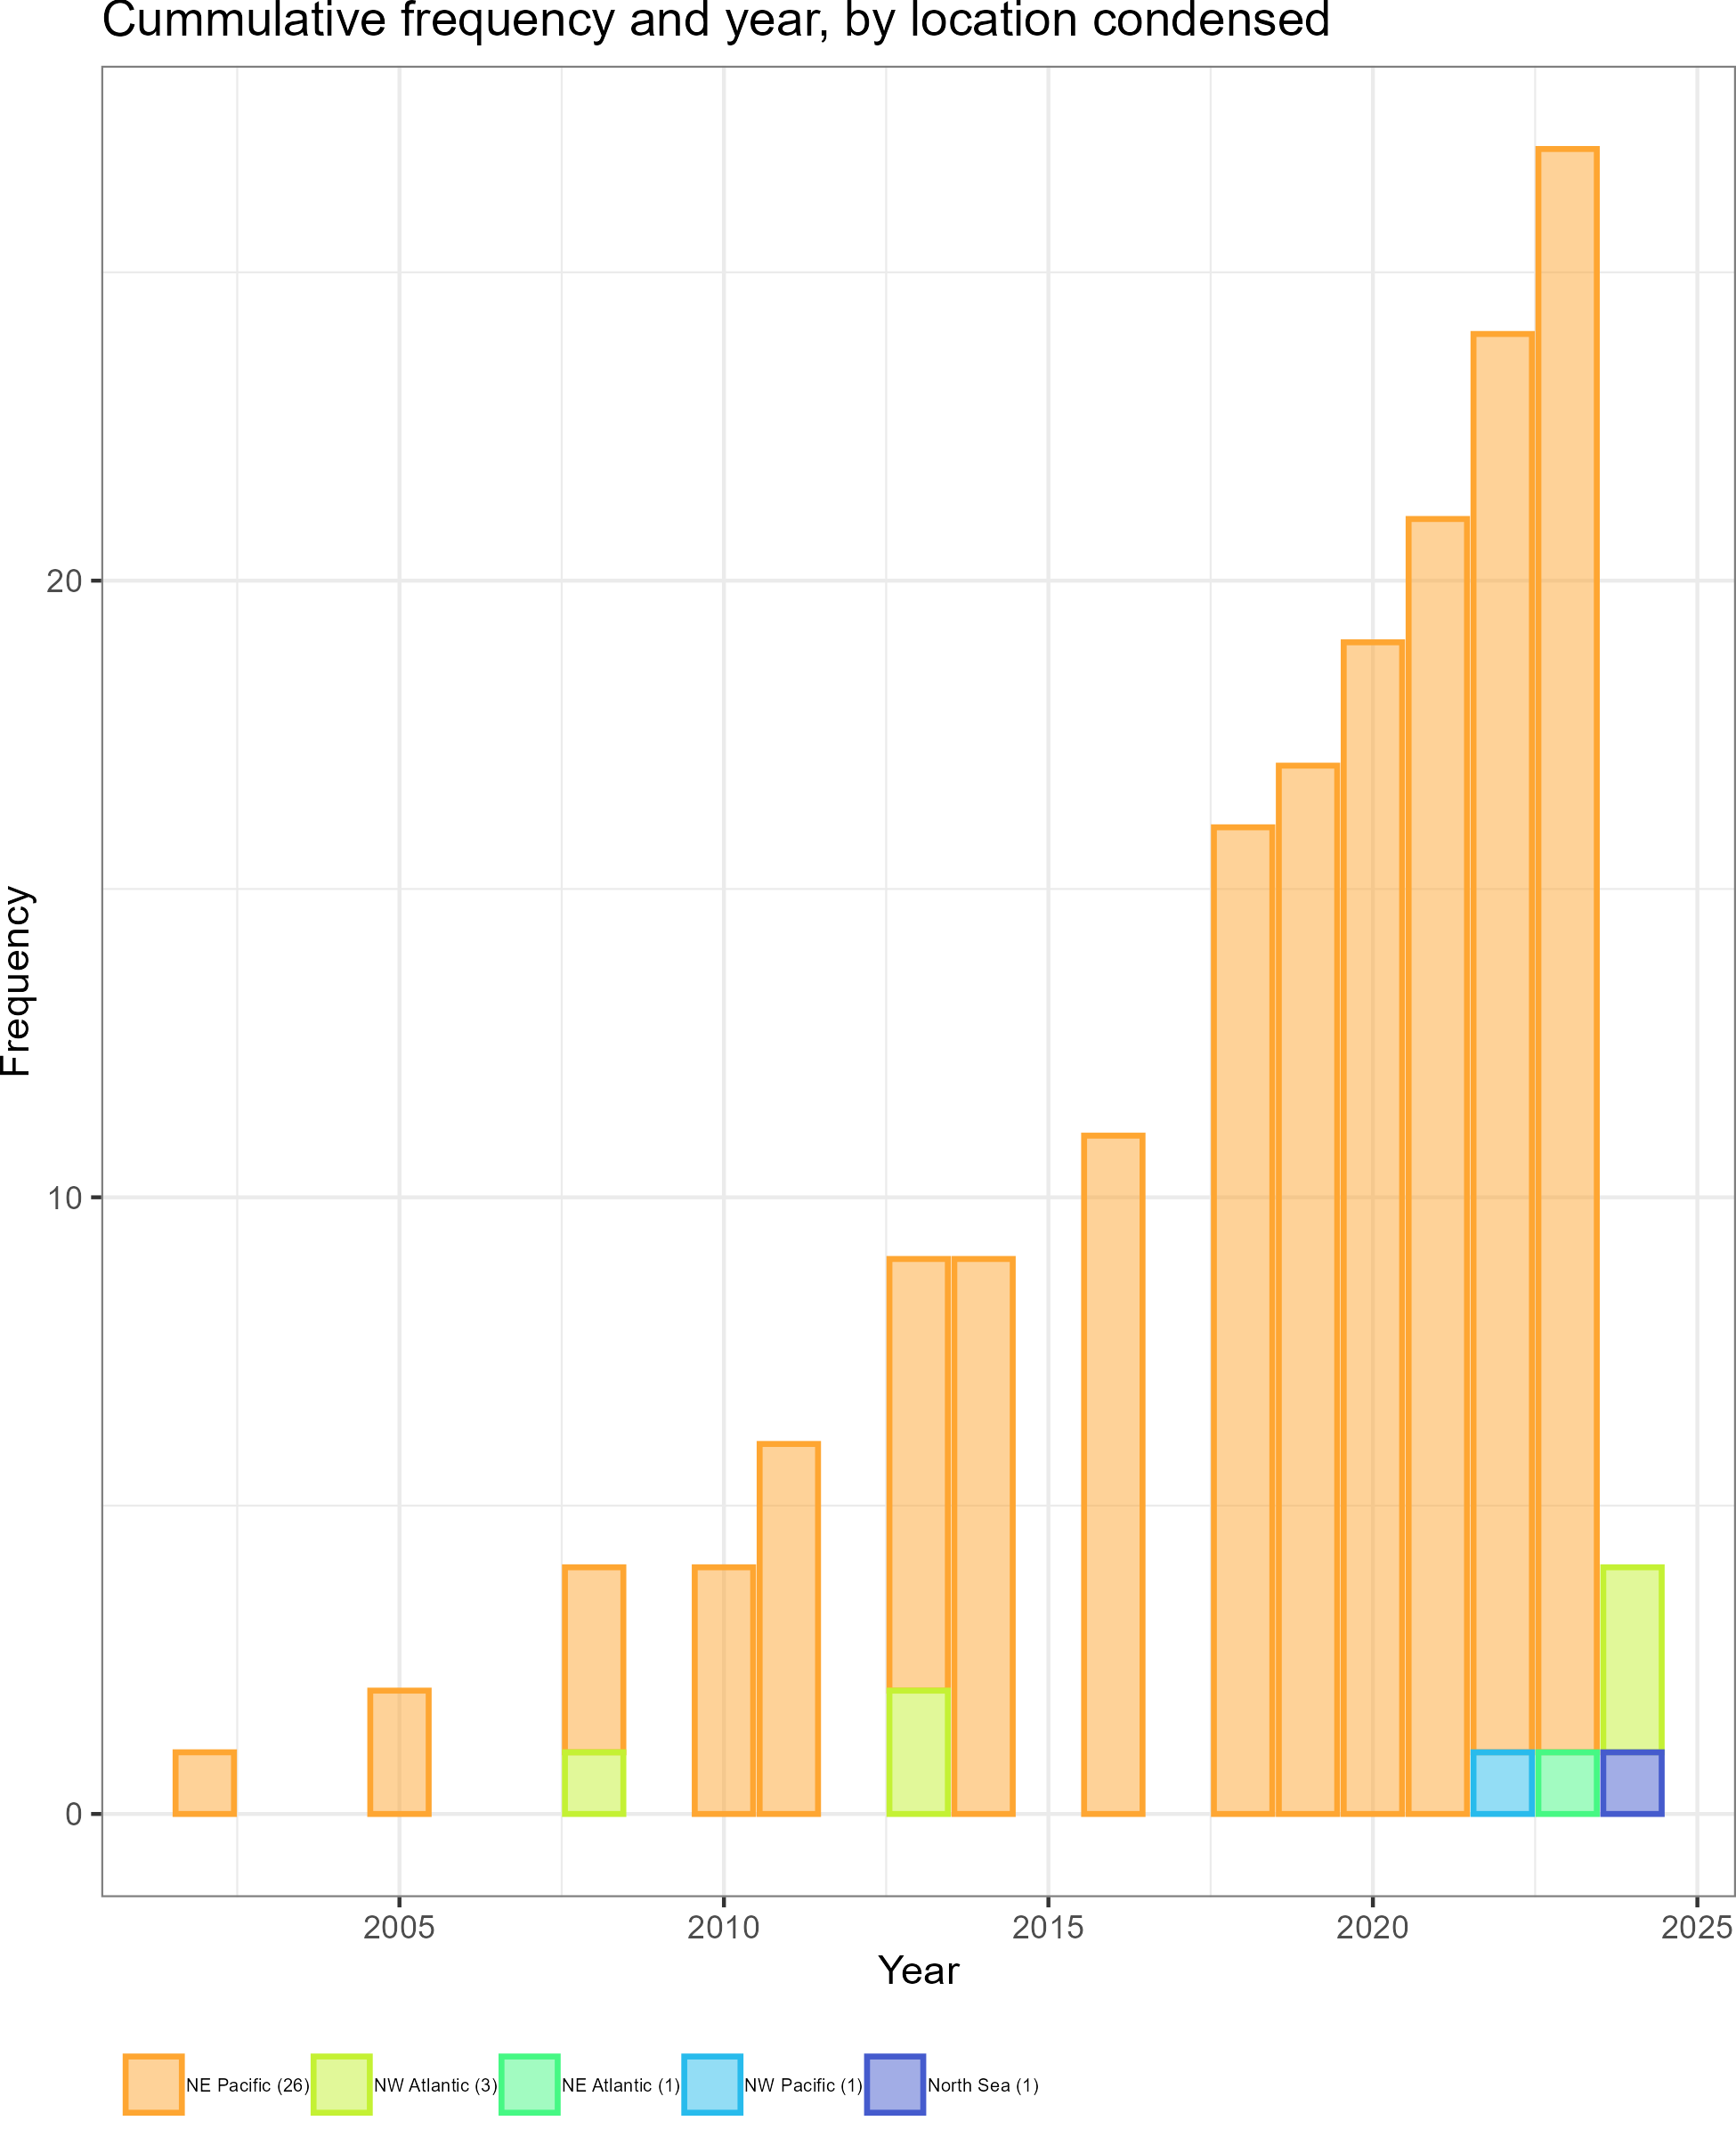 Cummulative frequency and year, by location condensed
Frequency
20
10
0
2005 2010 2015 2020 2025
Year
NE Pacific (26) NW Atlantic (3) NE Atlantic (1) NW Pacific (1) North Sea (1)